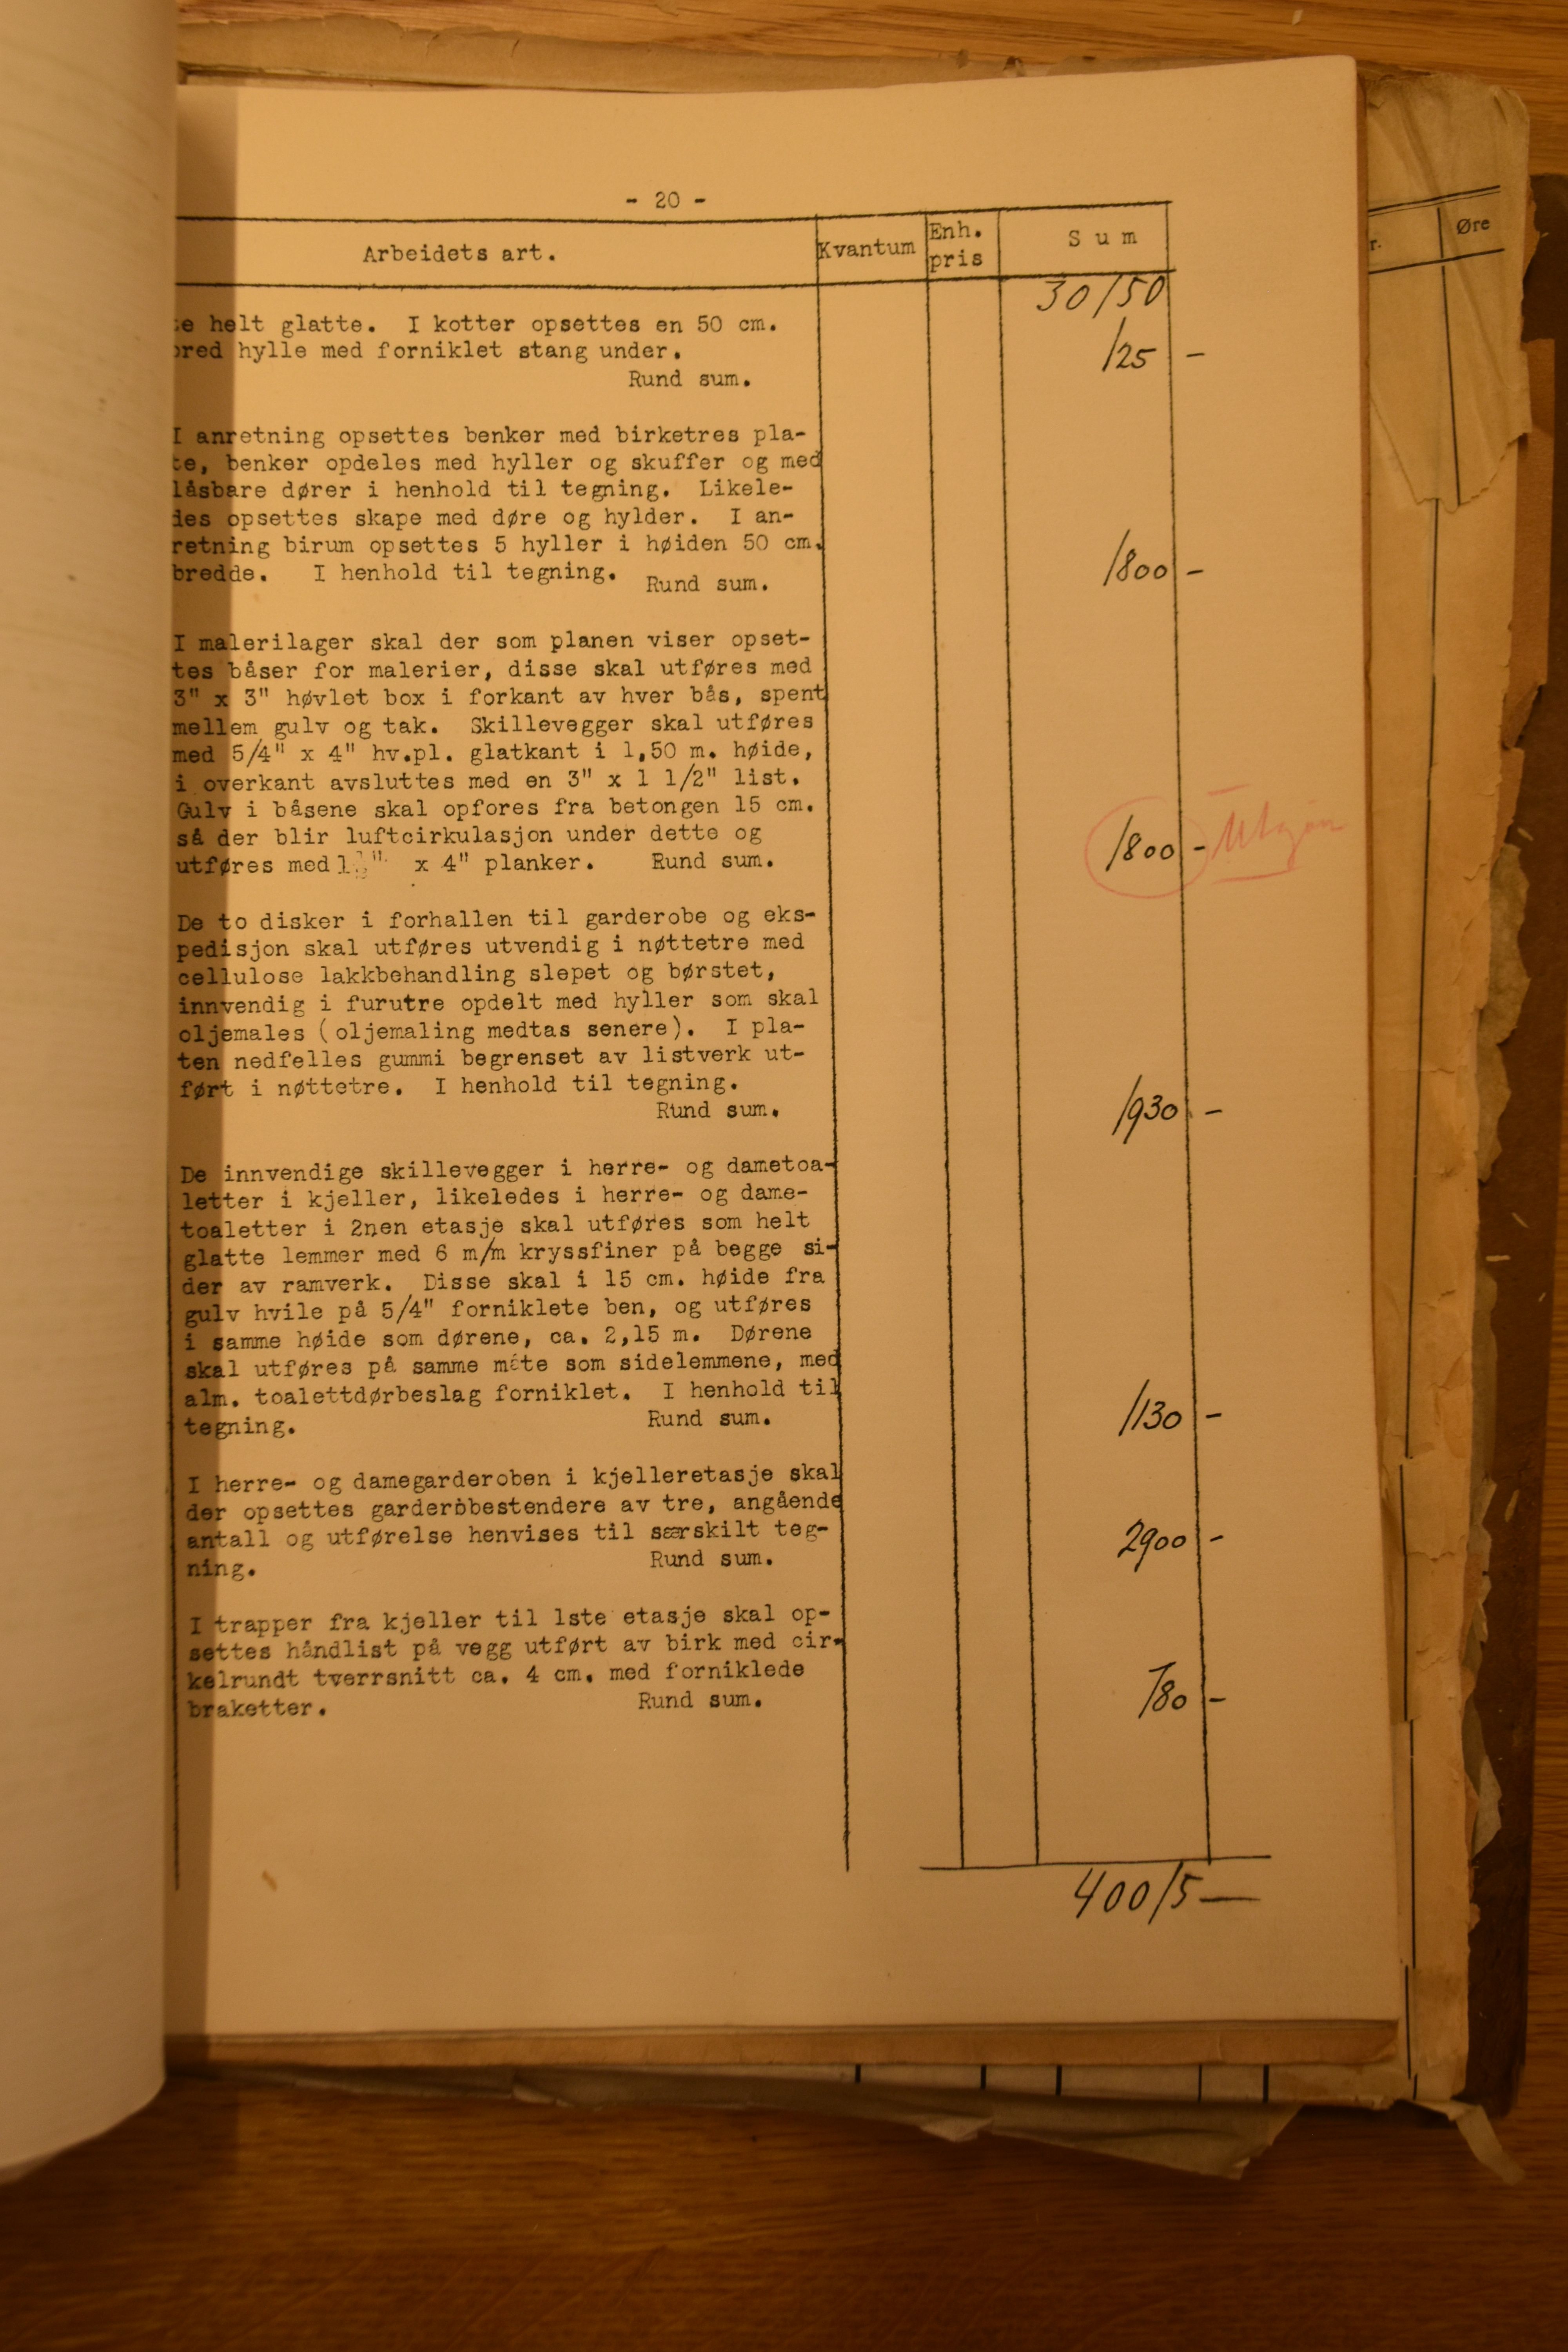 - 20 -
Arbeidets art.
Kvantum
Enh.
pris
Sum
r.
Øre
30150
te helt glatte. I kotter opsettes en 50 cm.
bred hylle med forniklet stang under.
Rund sum.
125 -
I anretning opsettes benker med birketres pla-
te, benker opdeles med hyller og skuffer og med
låsbare dører i henhold til tegning. Likele-
des opsettes skape med døre og hylder. I an-
retning birum opsettes 5 hyller i høiden 50 cm.
bredde. I henhold til tegning. Rund sum.
1800 -
I malerilager skal der som planen viser opset-
tes båser for malerier, disse skal utføres med
3" x 3" høvlet box i forkant av hver bås, spent
mellem gulv og tak. Skillevegger skal utføres
med 5/4" x 4" hv.pl. glatkant i 1,50 m. høide,
i overkant avsluttes med en 3" x 1 1/2" list.
Gulv i båsene skal opfores fra betongen 15 cm.
så der blir luftcirkulasjon under dette og
utføres med 1½" x 4" planker. Rund sum.
1800 -
De to disker i forhallen til garderobe og eks-
pedisjon skal utføres utvendig i nøttetre med
cellulose lakkbehandling slepet og børstet,
innvendig i furutre opdelt med hyller som skal
oljemales (oljemaling medtas senere). I pla-
ten nedfelles gummi begrenset av listverk ut-
ført i nøttetre. I henhold til tegning.
Rund sum.
1930 -
De innvendige skillevegger i herre- og dametoa-
letter i kjeller, likeledes i herre- og dame-
toaletter i 2nen etasje skal utføres som helt
glatte lemmer med 6 m/m kryssfiner på begge si-
der av ramverk. Disse skal i 15 cm. høide fra
gulv hvile på 5/4" forniklete ben, og utføres
i samme høide som dørene, ca. 2,15 m. Dørene
skal utføres på samme måte som sidelemmene, med
alm. toalettdørbeslag forniklet. I henhold til
tegning. Rund sum.
1130 -
I herre- og damegarderoben i kjelleretasje skal
der opsettes garderobestendere av tre, angående
antall og utførelse henvises til særskilt teg-
ning. Rund sum.
2900 -
I trapper fra kjeller til 1ste etasje skal op-
settes håndlist på vegg utført av birk med cir-
kelrundt tverrsnitt ca. 4 cm. med forniklede
braketter. Rund sum.
180 -
40015 -